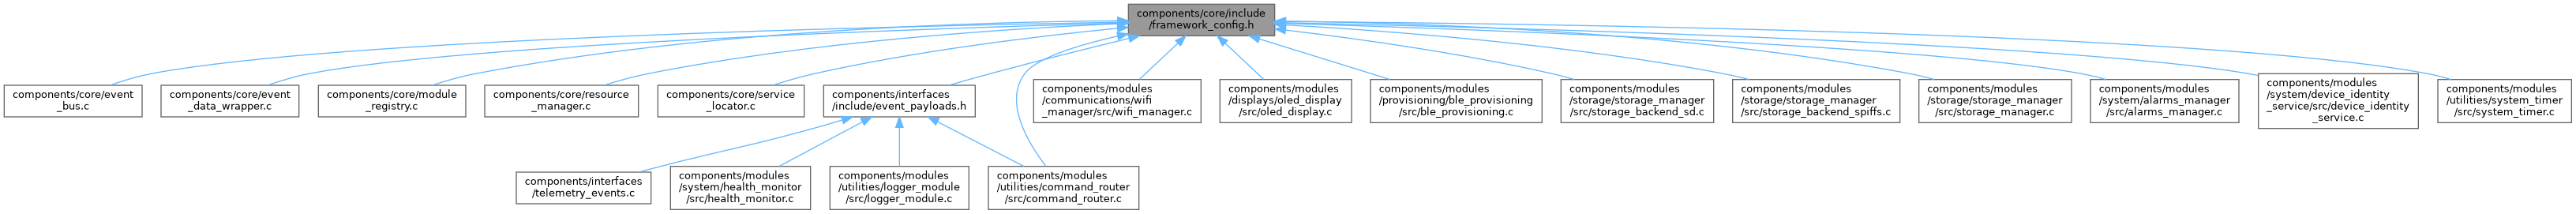 components/core/include
/framework_config.h
components/core/event
_bus.c
components/core/event
_data_wrapper.c
components/core/module
_registry.c
components/core/resource
_manager.c
components/core/service
_locator.c
components/interfaces
/include/event_payloads.h
components/modules
/communications/wifi
_manager/src/wifi_manager.c
components/modules
/displays/oled_display
/src/oled_display.c
components/modules
/provisioning/ble_provisioning
/src/ble_provisioning.c
components/modules
/storage/storage_manager
/src/storage_backend_sd.c
components/modules
/storage/storage_manager
/src/storage_backend_spiffs.c
components/modules
/storage/storage_manager
/src/storage_manager.c
components/modules
/system/alarms_manager
/src/alarms_manager.c
components/modules
/system/device_identity
_service/src/device_identity
_service.c
components/modules
/utilities/system_timer
/src/system_timer.c
components/interfaces
/telemetry_events.c
components/modules
/system/health_monitor
/src/health_monitor.c
components/modules
/utilities/logger_module
/src/logger_module.c
components/modules
/utilities/command_router
/src/command_router.c